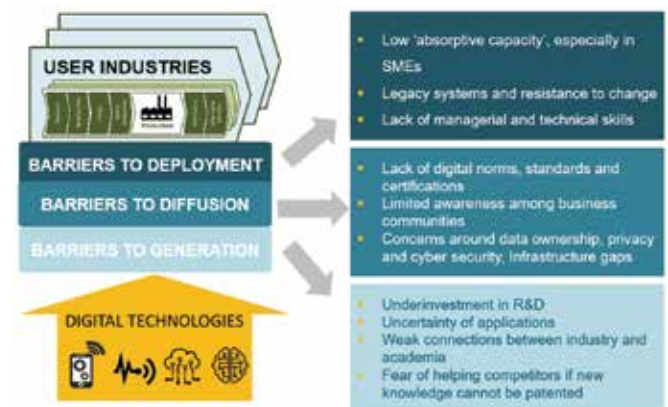 USER INDUSTRIES
BARRIERS TO DEPLOYMENT
BARRIERS TO DIFFUSION
BARRIERS TO GENERATION
DIGITAL TECHNOLOGIES
Low 'absorptive capacity', especially in
SMEs
Legacy systems and resistance to change
Lack of managerial and technical skills
Lack of digital norms, standards and
certifications
Limited awareness among business
communities
Concerns around data ownership, privacy
and cyber security, Infrastructure gaps
Underinvestment in R&D
Uncertainty of applications
Weak connections between industry and
academia
Fear of helping competitors if new
knowledge cannot be patented